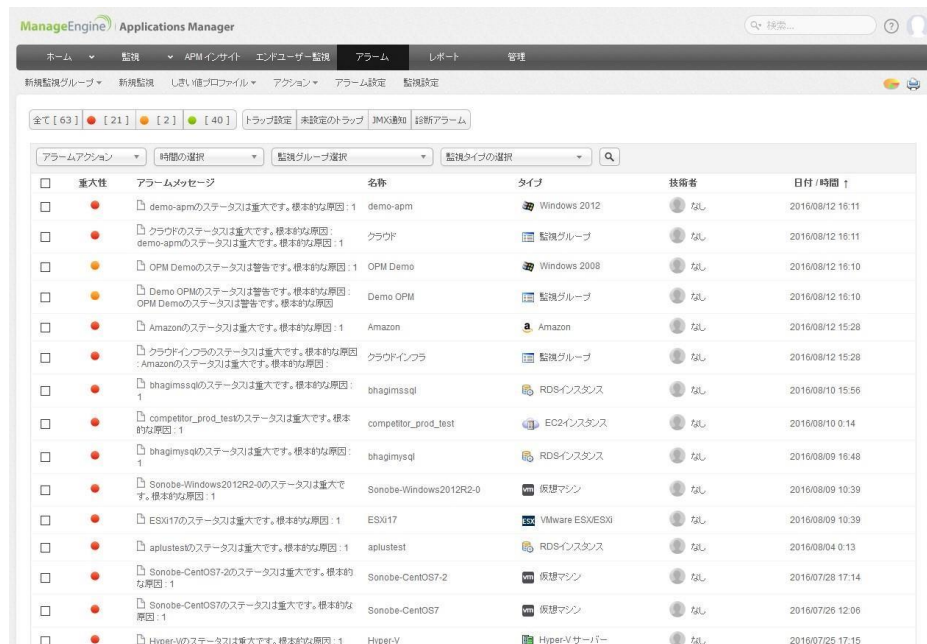 ManageEngine Applications Manager
検索...
ホーム 監視 APMインサイト エンドユーザー監視 アラーム レポート 管理
新規監視グループ 新規監視 しきい値プロファイル アクション アラーム設定 監視設定
全て [ 63 ] [ 21 ] [ 2 ] [ 40 ] トラップ設定 未設定のトラップ JMX通知 診断アラーム
アラームアクション 時間の選択 監視グループ選択 監視タイプの選択
重大性 アラームメッセージ 名称 タイプ 技術者 日付 / 時間 ↑
demo-apmのステータスは重大です。根本的な原因 : 1 demo-apm Windows 2012 なし 2016/08/12 16:11
クラウドのステータスは重大です。根本的な原因 :
demo-apmのステータスは重大です。根本的な原因 : 1 クラウド 監視グループ なし 2016/08/12 16:11
OPM Demoのステータスは警告です。根本的な原因 : 1 OPM Demo Windows 2008 なし 2016/08/12 16:10
Demo OPMのステータスは警告です。根本的な原因 :
OPM Demoのステータスは警告です。根本的な原因 Demo OPM 監視グループ なし 2016/08/12 16:10
Amazonのステータスは重大です。根本的な原因 : 1 Amazon Amazon なし 2016/08/12 15:28
クラウドインフラのステータスは重大です。根本的な原因
: Amazonのステータスは重大です。根本的な原因 : クラウドインフラ 監視グループ なし 2016/08/12 15:28
bhagimssqlのステータスは重大です。根本的な原因 :
1 bhagimssql RDSインスタンス なし 2016/08/10 15:56
competitor_prod_testのステータスは重大です。根本
的な原因 : 1 competitor_prod_test EC2インスタンス なし 2016/08/10 0:14
bhagimysqlのステータスは重大です。根本的な原因 :
1 bhagimysql RDSインスタンス なし 2016/08/09 16:48
Sonobe-Windows2012R2-0のステータスは重大で
す。根本的な原因 : 1 Sonobe-Windows2012R2-0 vm 仮想マシン なし 2016/08/09 10:39
ESXi17のステータスは重大です。根本的な原因 : 1 ESXi17 ESX VMware ESX/ESXi なし 2016/08/09 10:39
aplustestのステータスは重大です。根本的な原因 : 1 aplustest RDSインスタンス なし 2016/08/04 0:13
Sonobe-CentOS7-2のステータスは重大です。根本的
な原因 : 1 Sonobe-CentOS7-2 vm 仮想マシン なし 2016/07/28 17:14
Sonobe-CentOS7のステータスは重大です。根本的な
原因 : 1 Sonobe-CentOS7 vm 仮想マシン なし 2016/07/26 12:06
Hyper-Vのステータスは重大です。根本的な原因 : 1 Hyper-V Hyper-V サーバー なし 2016/07/25 17:15